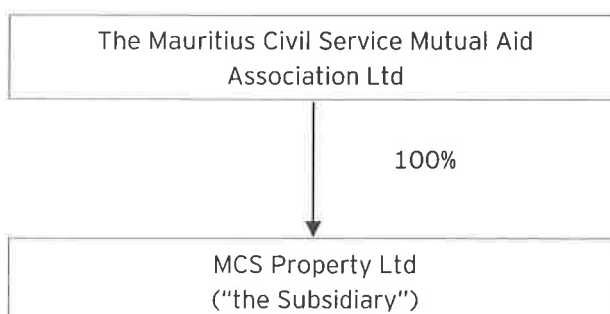 The Mauritius Civil Service Mutual Aid
Association Ltd
100%
MCS Property Ltd
("the Subsidiary")